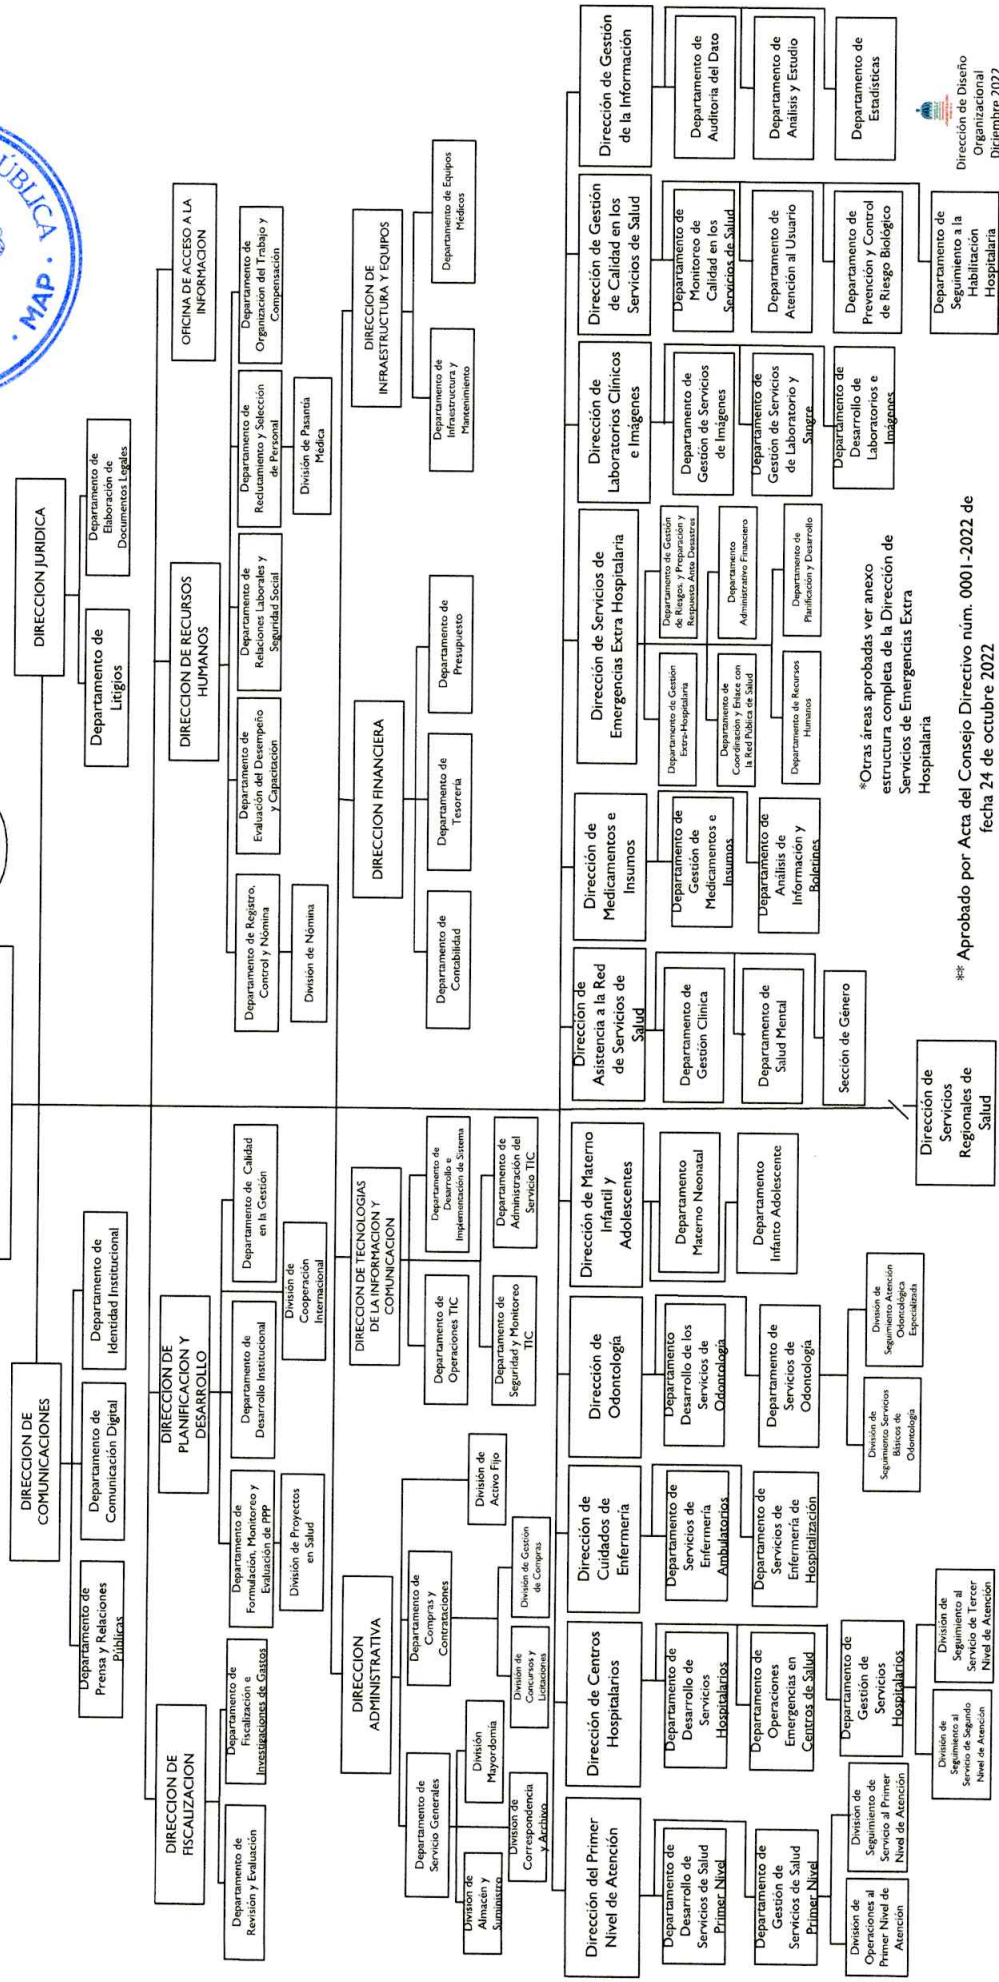 ÚBLICA
· MAP ·
DIRECCION DE
COMUNICACIONES
Departamento de
Prensa y Relaciones
Públicas
Departamento de
Comunicación Digital
Departamento de
Identidad Institucional
DIRECCION JURIDICA
Departamento de
Litigios
Departamento de
Elaboración de
Documentos Legales
DIRECCION DE
FISCALIZACION
Departamento de
Revisión y Evaluación
Departamento de
Fiscalización e
Investigaciones de Gastos
DIRECCION DE
PLANIFICACION Y
DESARROLLO
Departamento de
Formulación, Monitoreo y
Evaluación de PPP
División de Proyectos
en Salud
Departamento de
Desarrollo Institucional
Departamento de Calidad
en la Gestión
División de
Cooperación
Internacional
DIRECCION DE RECURSOS
HUMANOS
Departamento de Registro,
Control y Nómina
División de Nómina
Departamento de
Evaluación del Desempeño
y Capacitación
Departamento de
Relaciones Laborales y
Seguridad Social
Departamento de
Reclutamiento y Selección
de Personal
División de Pasantía
Médica
Departamento de
Organización del Trabajo y
Compensación
OFICINA DE ACCESO A LA
INFORMACION
DIRECCION
ADMINISTRATIVA
Departamento de
Servicio Generales
División de
Almacén y
Suministro
División
Mayordomía
Division de
Correspondencia
y Archivo
Departamento de
Compras y
Contrataciones
División de
Concursos y
Licitaciones
División de Gestión
de Compras
División de
Activo Fijo
DIRECCION DE TECNOLOGIAS
DE LA INFORMACION Y
COMUNICACION
Departamento de
Operaciones TIC
Departamento de
Desarrollo e
Implementación de Sistema
Departamento de
Seguridad y Monitoreo
TIC
Departamento de
Administración del
Servicio TIC
DIRECCION FINANCIERA
Departamento de
Contabilidad
Departamento de
Tesorería
Departamento de
Presupuesto
DIRECCION DE
INFRAESTRUCTURA Y EQUIPOS
Departamento de
Infraestructura y
Mantenimiento
Departamento de Equipos
Médicos
Dirección del Primer
Nivel de Atención
Departamento de
Desarrollo de
Servicios de Salud
Primer Nivel
Departamento de
Gestión de
Servicios de Salud
Primer Nivel
División de
Operaciones al
Primer Nivel de
Atención
División de
Seguimiento de
Servicio al Primer
Nivel de Atención
Dirección de Centros
Hospitalarios
Departamento de
Desarrollo de
Servicios
Hospitalarios
Departamento de
Operaciones
Emergencias en
Centros de Salud
Departamento de
Gestión de
Servicios
Hospitalarios
División de
Seguimiento al
Servicio de Segundo
Nivel de Atención
División de
Seguimiento al
Servicio de Tercer
Nivel de Atención
Dirección de
Cuidados de
Enfermería
Departamento de
Servicios de
Enfermería
Ambulatorios
Departamento de
Servicios de
Enfermería de
Hospitalización
Dirección de
Odontología
Departamento
Desarrollo de los
Servicios de
Odontología
Departamento de
Servicios de
Odontología
División de
Seguimiento Servicios
Básicos de
Odontología
División de
Seguimiento Atención
Odontológica
Especializada
Dirección de Materno
Infantil y
Adolescentes
Departamento
Materno Neonatal
Departamento
Infanto Adolescente
Dirección de
Servicios
Regionales de
Salud
Dirección de
Asistencia a la Red
de Servicios de
Salud
Departamento de
Gestión Clínica
Departamento de
Salud Mental
Sección de Género
Dirección de
Medicamentos e
Insumos
Departamento de
Gestión de
Medicamentos e
Insumos
Departamento de
Análisis de
Información y
Boletines
Dirección de Servicios de
Emergencias Extra Hospitalaria
Departamento de Gestión
Extra-Hospitalaria
Departamento de Gestión
de Riesgos, y Preparación y
Respuesta Ante Desastres
Departamento de
Coordinación y Enlace con
la Red Pública de Salud
Departamento
Administrativo Financiero
Departamento de Recursos
Humanos
Departamento de
Planificación y Desarrollo
Dirección de
Laboratorios Clínicos
e Imágenes
Departamento de
Gestión de Servicios
de Imágenes
Departamento de
Gestión de Servicios
de Laboratorio y
Sangre
Departamento de
Desarrollo de
Laboratorios e
Imágenes
Dirección de Gestión
de Calidad en los
Servicios de Salud
Departamento de
Monitoreo de
Calidad en los
Servicios de Salud
Departamento de
Atención al Usuario
Departamento de
Prevención y Control
de Riesgo Biológico
Departamento de
Seguimiento a la
Habilitación
Hospitalaria
Dirección de Gestión
de la Información
Departamento de
Auditoria del Dato
Departamento de
Análisis y Estudio
Departamento de
Estadísticas
*Otras áreas aprobadas ver anexo
estructura completa de la Dirección de
Servicios de Emergencias Extra
Hospitalaria
** Aprobado por Acta del Consejo Directivo núm. 0001-2022 de
fecha 24 de octubre 2022
Dirección de Diseño
Organizacional
Diciembre 2022